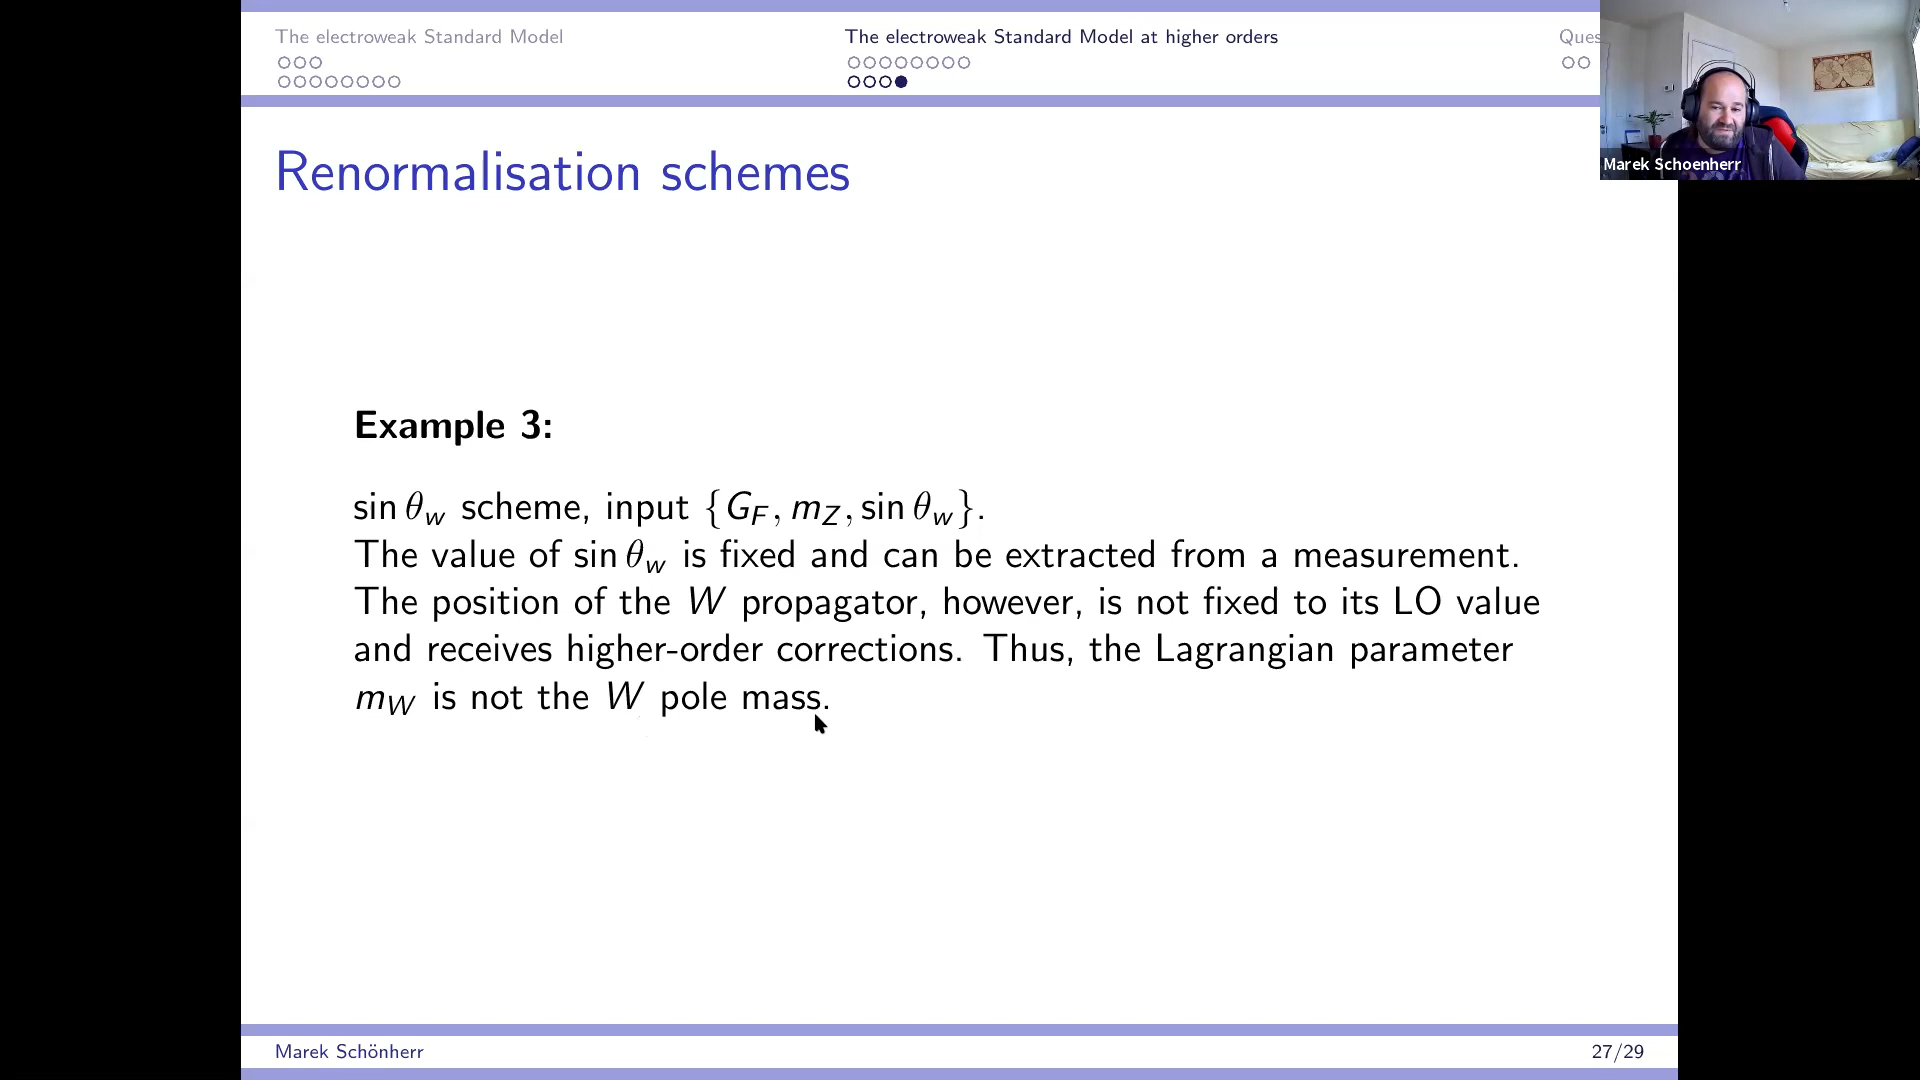 The electroweak Standard Model
The electroweak Standard Model at higher orders
Marek Schoenherr
Renormalisation schemes
Example 3:
sin θ_w scheme, input {G_F, m_Z, sin θ_w}.
The value of sin θ_w is fixed and can be extracted from a measurement.
The position of the W propagator, however, is not fixed to its LO value
and receives higher-order corrections. Thus, the Lagrangian parameter
m_W is not the W pole mass.
Marek Schönherr
27/29